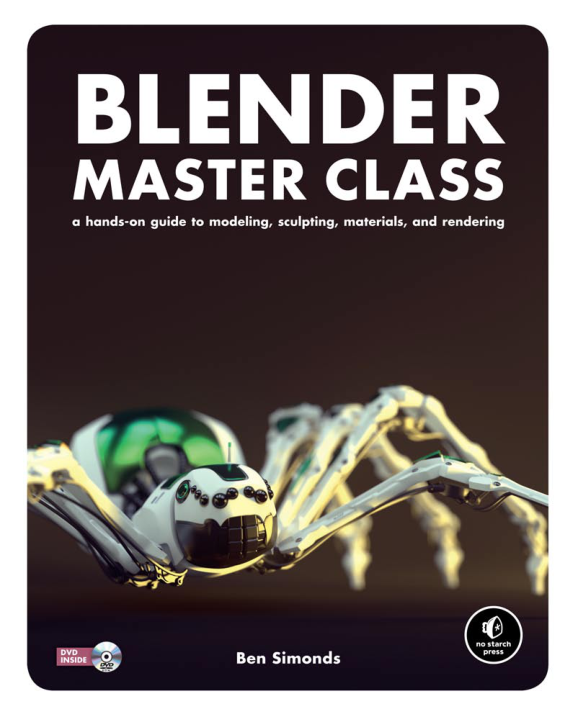 BLENDER
MASTER CLASS
a hands-on guide to modeling, sculpting, materials, and rendering
DVD
INSIDE
DVD
Ben Simonds
no starch
press